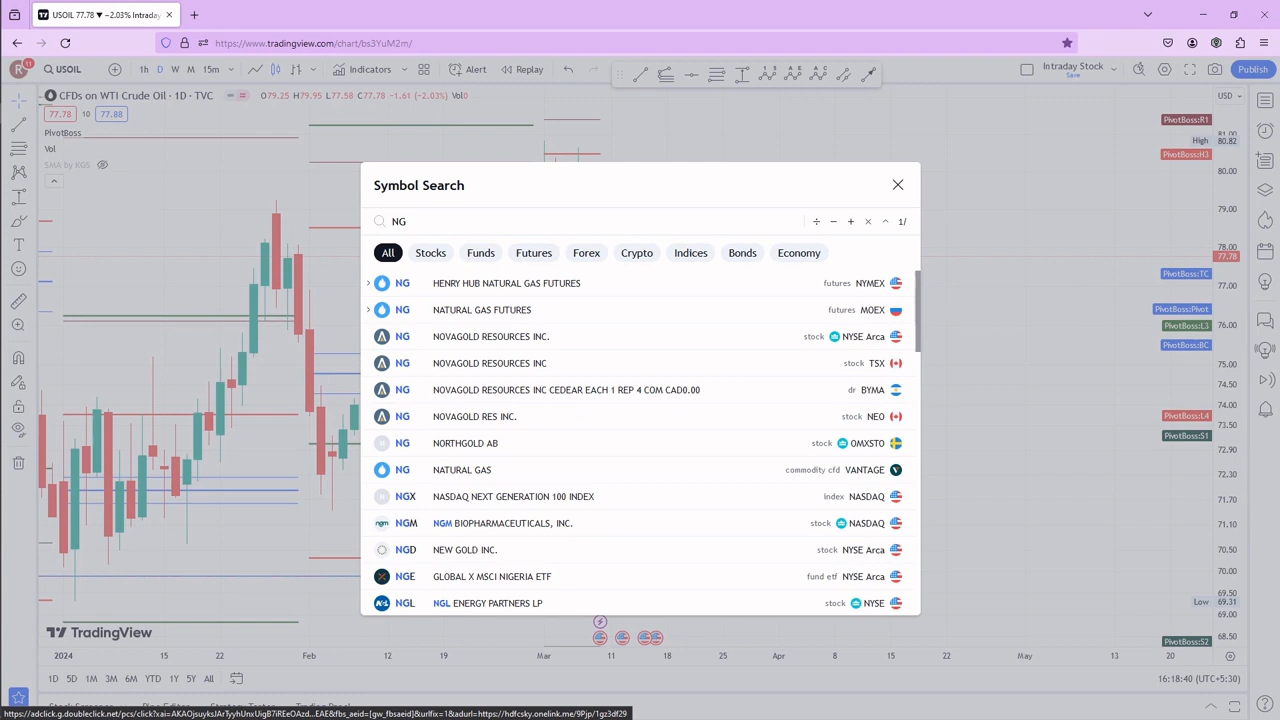 USOIL 77.78 ▼ −2.03% Intraday
https://www.tradingview.com/chart/bs3YuM2m/
R 11 USOIL 1h D W M 15m Indicators Alert Replay Intraday Stock Save Publish
CFDs on WTI Crude Oil · 1D · TVC O79.25 H79.95 L77.58 C77.78 −1.61 (−2.03%) Vol0 USD
77.78 10 77.88
PivotBoss
Vol
SMA by KGS
PivotBoss:R1
81.00
High 80.82
PivotBoss:H3
80.00
79.00
78.00
77.78
PivotBoss:TC
77.00
PivotBoss:Pivot
PivotBoss:L3
76.00
PivotBoss:BC
75.00
74.30
PivotBoss:L4
73.50
PivotBoss:S1
72.90
72.30
71.70
71.10
70.50
70.00
69.50
Low 69.31
69.00
68.50
PivotBoss:S2
Symbol Search
NG
÷ − + × ^ 1/
All Stocks Funds Futures Forex Crypto Indices Bonds Economy
NG HENRY HUB NATURAL GAS FUTURES futures NYMEX
NG NATURAL GAS FUTURES futures MOEX
NG NOVAGOLD RESOURCES INC. stock NYSE Arca
NG NOVAGOLD RESOURCES INC stock TSX
NG NOVAGOLD RESOURCES INC CEDEAR EACH 1 REP 4 COM CAD0.00 dr BYMA
NG NOVAGOLD RES INC. stock NEO
NG NORTHGOLD AB stock OMXSTO
NG NATURAL GAS commodity cfd VANTAGE
NGX NASDAQ NEXT GENERATION 100 INDEX index NASDAQ
NGM NGM BIOPHARMACEUTICALS, INC. stock NASDAQ
NGD NEW GOLD INC. stock NYSE Arca
NGE GLOBAL X MSCI NIGERIA ETF fund etf NYSE Arca
NGL NGL ENERGY PARTNERS LP stock NYSE
TradingView
2024 15 22 Feb 12 19 Mar 11 18 25 Apr 8 15 22 May 13 20
1D 5D 1M 3M 6M YTD 1Y 5Y All 16:18:40 (UTC+5:30)